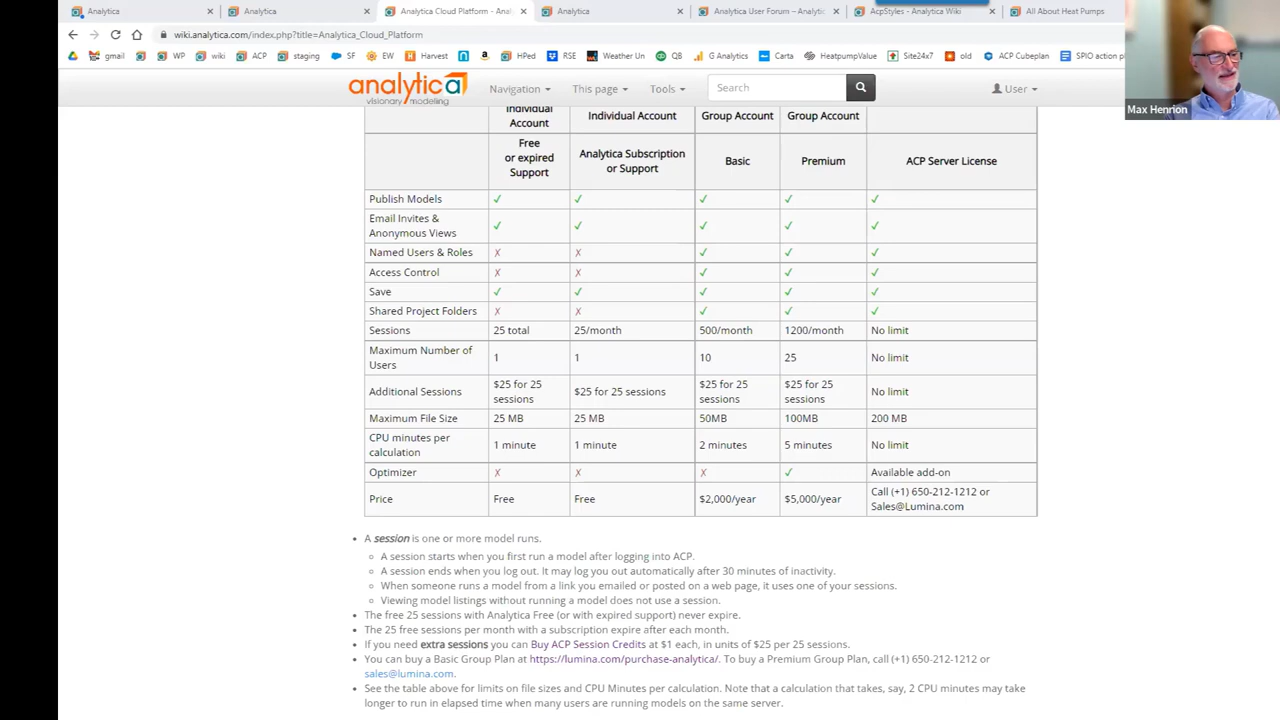 Analytica × Analytica × Analytica Cloud Platform - Anal × Analytica × Analytica User Forum – Analytic × AcpStyles - Analytica Wiki × All About Heat Pumps
wiki.analytica.com/index.php?title=Analytica_Cloud_Platform
gmail WP wiki ACP staging SF EW Harvest HPed RSE Weather Un QB G Analytics Carta HeatpumpValue Site24x7 old ACP Cubeplan SPIO action p
analytica Navigation This page Tools Search User
visionary modelling
Max Henrion
Individual Account Individual Account Group Account Group Account
Free or expired Support Analytica Subscription or Support Basic Premium ACP Server License
Publish Models ✓ ✓ ✓ ✓ ✓
Email Invites & Anonymous Views ✓ ✓ ✓ ✓ ✓
Named Users & Roles X X ✓ ✓ ✓
Access Control X X ✓ ✓ ✓
Save ✓ ✓ ✓ ✓ ✓
Shared Project Folders X X ✓ ✓ ✓
Sessions 25 total 25/month 500/month 1200/month No limit
Maximum Number of Users 1 1 10 25 No limit
Additional Sessions $25 for 25 sessions $25 for 25 sessions $25 for 25 sessions $25 for 25 sessions No limit
Maximum File Size 25 MB 25 MB 50MB 100MB 200 MB
CPU minutes per calculation 1 minute 1 minute 2 minutes 5 minutes No limit
Optimizer X X X ✓ Available add-on
Price Free Free $2,000/year $5,000/year Call (+1) 650-212-1212 or Sales@Lumina.com
• A session is one or more model runs.
A session starts when you first run a model after logging into ACP.
A session ends when you log out. It may log you out automatically after 30 minutes of inactivity.
When someone runs a model from a link you emailed or posted on a web page, it uses one of your sessions.
Viewing model listings without running a model does not use a session.
• The free 25 sessions with Analytica Free (or with expired support) never expire.
• The 25 free sessions per month with a subscription expire after each month.
• If you need extra sessions you can Buy ACP Session Credits at $1 each, in units of $25 per 25 sessions.
• You can buy a Basic Group Plan at https://lumina.com/purchase-analytica/. To buy a Premium Group Plan, call (+1) 650-212-1212 or
sales@lumina.com.
• See the table above for limits on file sizes and CPU Minutes per calculation. Note that a calculation that takes, say, 2 CPU minutes may take
longer to run in elapsed time when many users are running models on the same server.